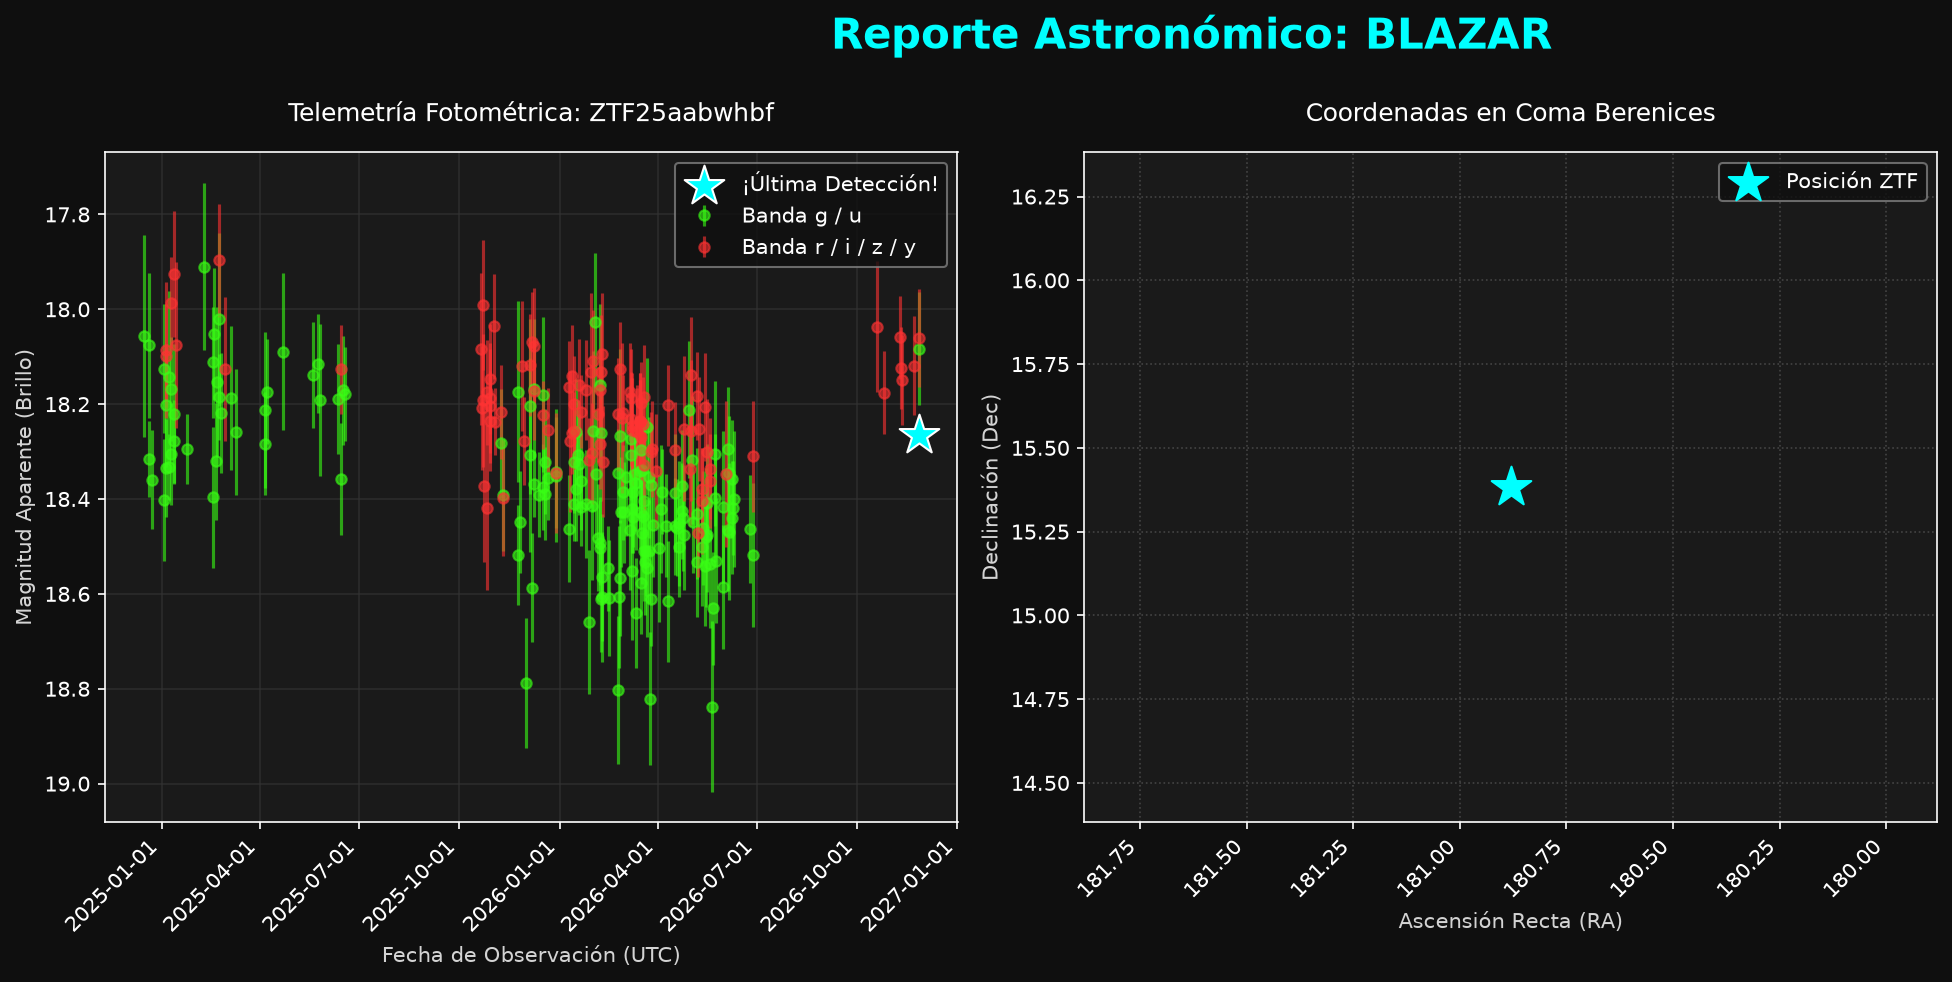 Reporte Astronómico: BLAZAR
Telemetría Fotométrica: ZTF25aabwhbf
¡Última Detección!
Banda g / u
Banda r / i / z / y
Magnitud Aparente (Brillo)
17.8
18.0
18.2
18.4
18.6
18.8
19.0
2025-01-01
2025-04-01
2025-07-01
2025-10-01
2026-01-01
2026-04-01
2026-07-01
2026-10-01
2027-01-01
Fecha de Observación (UTC)
Coordenadas en Coma Berenices
Posición ZTF
Declinación (Dec)
16.25
16.00
15.75
15.50
15.25
15.00
14.75
14.50
181.75
181.50
181.25
181.00
180.75
180.50
180.25
180.00
Ascensión Recta (RA)